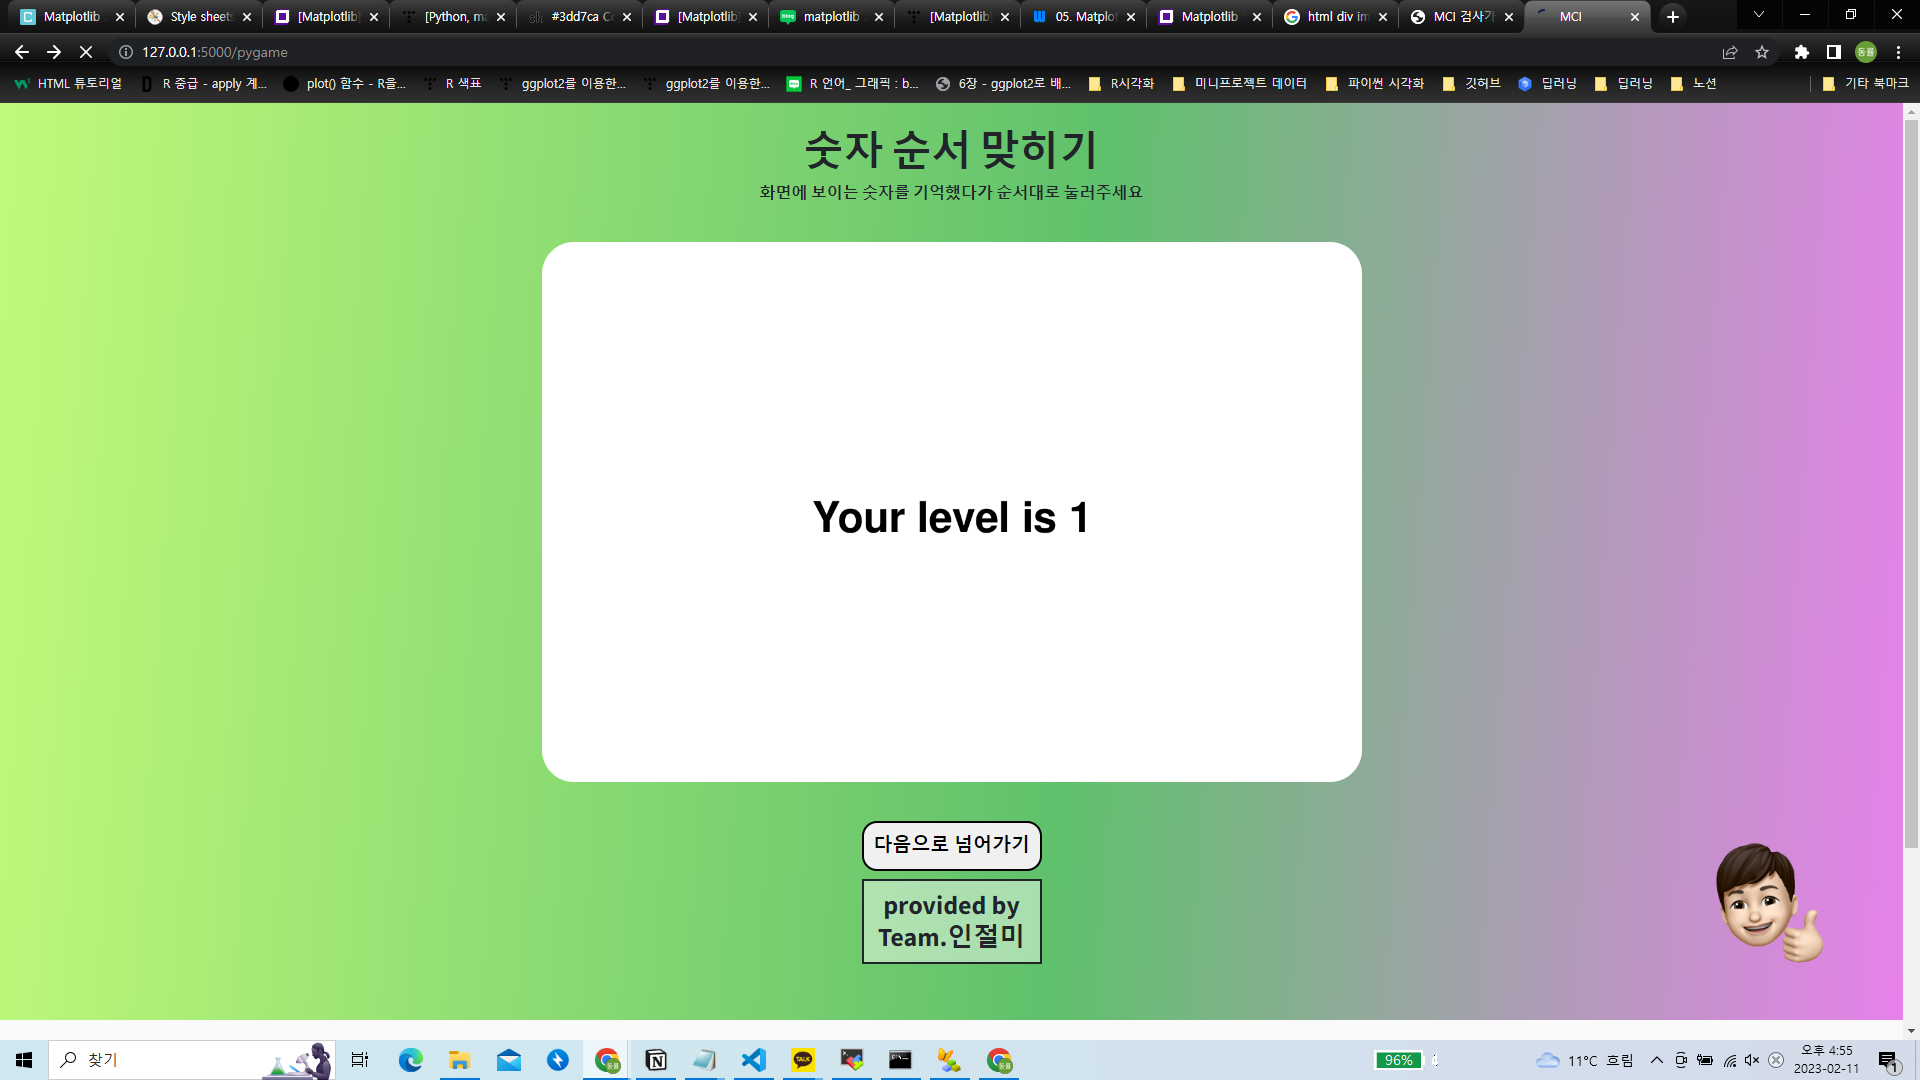 Matplotlib
Style sheets
[Matplotlib]
[Python, ma
#3dd7ca Co
[Matplotlib]
matplotlib
[Matplotlib]
05. Matplot
Matplotlib
html div im
MCI 검사기
MCI
127.0.0.1:5000/pygame
HTML 튜토리얼
R 중급 - apply 계...
plot() 함수 - R을...
R 색표
ggplot2를 이용한...
ggplot2를 이용한...
R 언어_ 그래픽 : b...
6장 - ggplot2로 배...
R시각화
미니프로젝트 데이터
파이썬 시각화
깃허브
딥러닝
딥러닝
노션
기타 북마크
숫자 순서 맞히기
화면에 보이는 숫자를 기억했다가 순서대로 눌러주세요
Your level is 1
다음으로 넘어가기
provided by
Team.인절미
찾기
TALK
96%
11°C 흐림
오후 4:55
2023-02-11
1